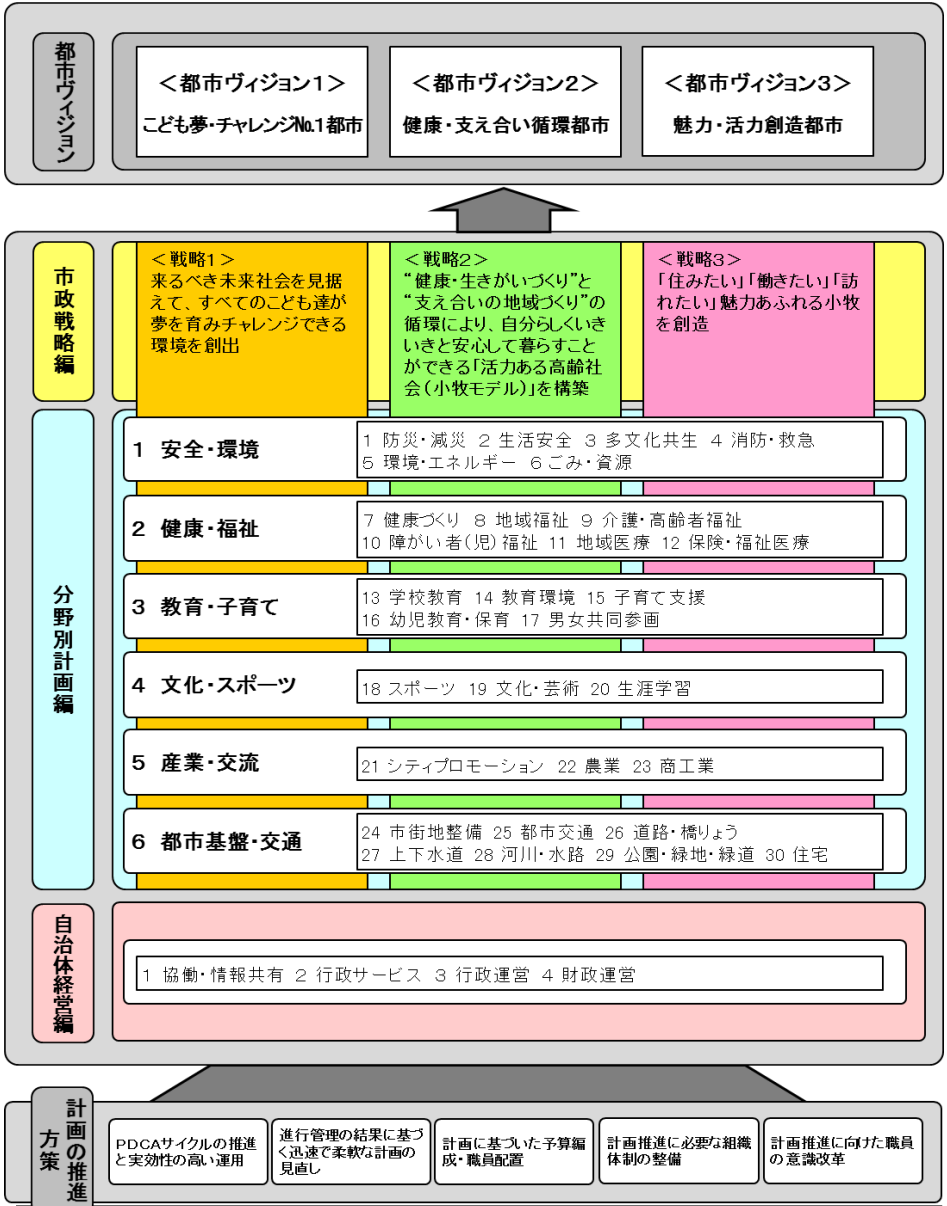 都市ヴィジョン
＜都市ヴィジョン１＞
こども夢・チャレンジNo.1都市
＜都市ヴィジョン２＞
健康・支え合い循環都市
＜都市ヴィジョン３＞
魅力・活力創造都市
市政戦略編
＜戦略１＞
来るべき未来社会を見据
えて、すべてのこども達が
夢を育みチャレンジできる
環境を創出
＜戦略２＞
“健康・生きがいづくり”と
“支え合いの地域づくり”の
循環により、自分らしくいき
いきと安心して暮らすこと
ができる「活力ある高齢社
会（小牧モデル）」を構築
＜戦略３＞
「住みたい」「働きたい」「訪
れたい」魅力あふれる小牧
を創造
分野別計画編
1 安全・環境
1 防災・減災 2 生活安全 3 多文化共生 4 消防・救急
5 環境・エネルギー 6 ごみ・資源
2 健康・福祉
7 健康づくり 8 地域福祉 9 介護・高齢者福祉
10 障がい者（児）福祉 11 地域医療 12 保険・福祉医療
3 教育・子育て
13 学校教育 14 教育環境 15 子育て支援
16 幼児教育・保育 17 男女共同参画
4 文化・スポーツ
18 スポーツ 19 文化・芸術 20 生涯学習
5 産業・交流
21 シティプロモーション 22 農業 23 商工業
6 都市基盤・交通
24 市街地整備 25 都市交通 26 道路・橋りょう
27 上下水道 28 河川・水路 29 公園・緑地・緑道 30 住宅
自治体経営編
1 協働・情報共有 2 行政サービス 3 行政運営 4 財政運営
計画の推進
方策
PDCAサイクルの推進
と実効性の高い運用
進行管理の結果に基づ
く迅速で柔軟な計画の
見直し
計画に基づいた予算編
成・職員配置
計画推進に必要な組織
体制の整備
計画推進に向けた職員
の意識改革